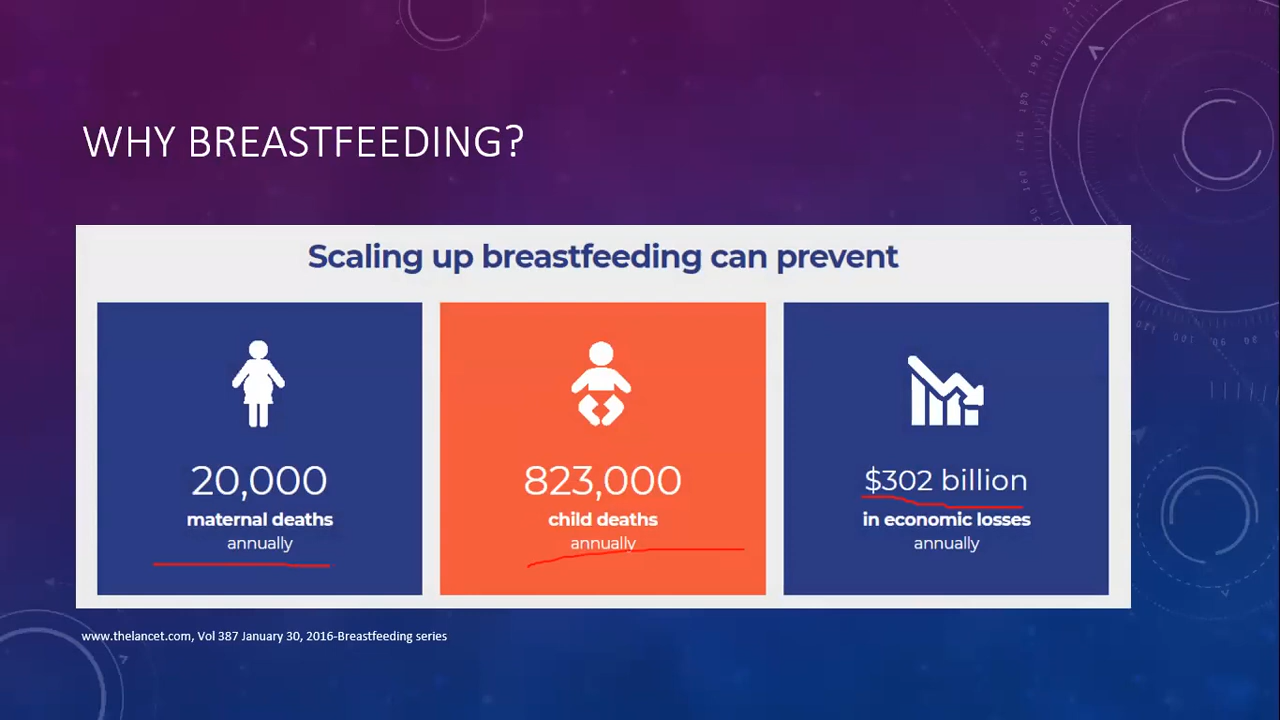 WHY BREASTFEEDING?
Scaling up breastfeeding can prevent
20,000
maternal deaths
annually
823,000
child deaths
annually
$302 billion
in economic losses
annually
www.thelancet.com, Vol 387 January 30, 2016-Breastfeeding series